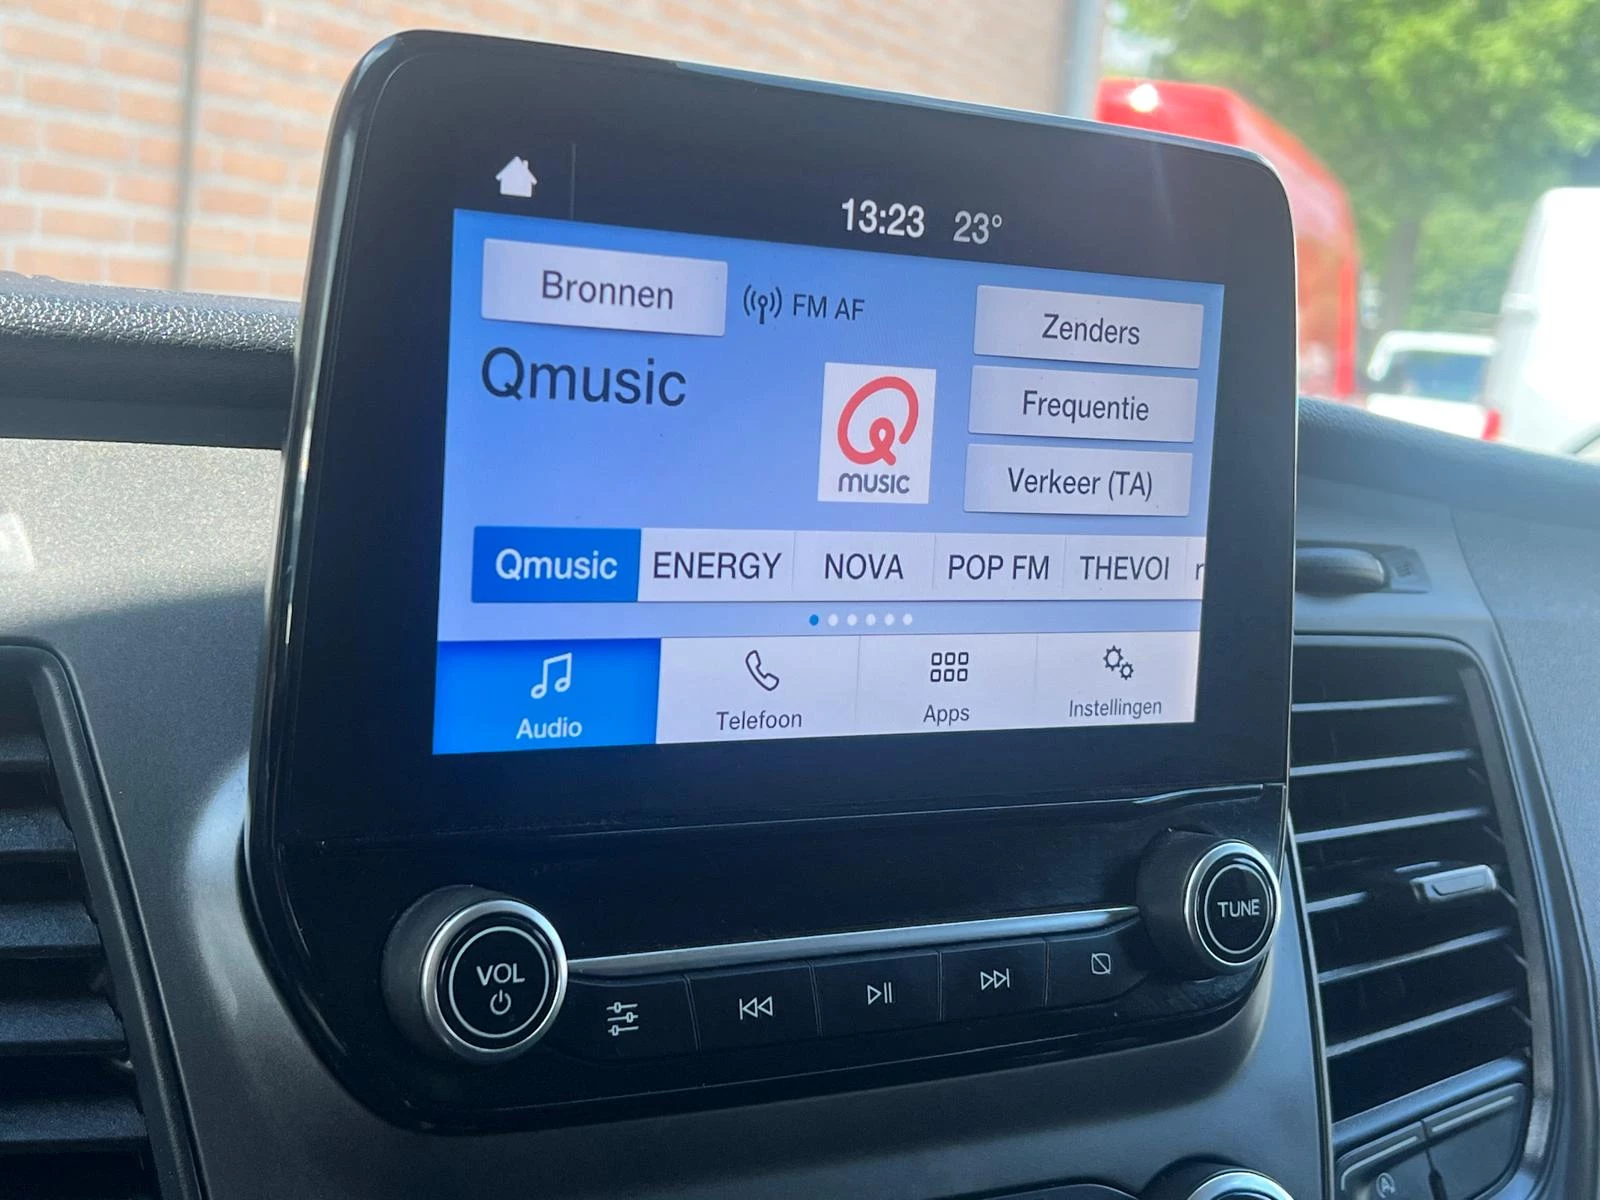 13:23 23°
Bronnen
FM AF
Zenders
Qmusic
MUSIC
Frequentie
Verkeer (TA)
Qmusic ENERGY NOVA POP FM THEVOI
Audio Telefoon Apps Instellingen
VOL
TUNE